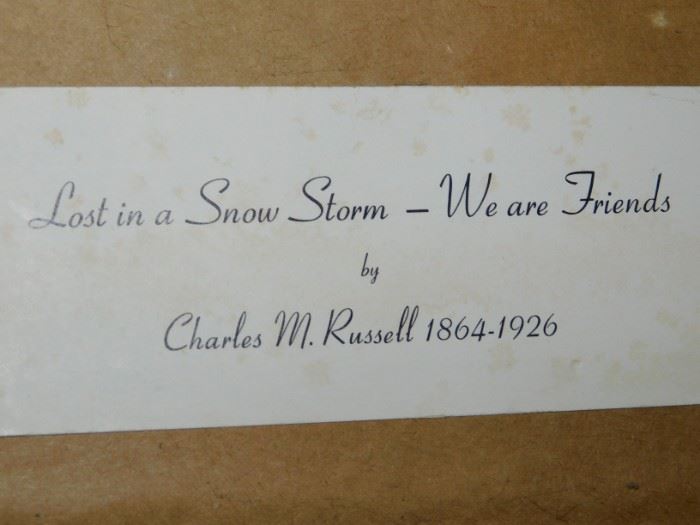 Lost in a Snow Storm – We are Friends
by
Charles M. Russell 1864-1926